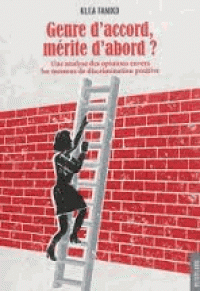 KLEA FANIKO
Genre d'accord,
mérite d'abord ?
Une analyse des opinions envers
les mesures de discrimination positive